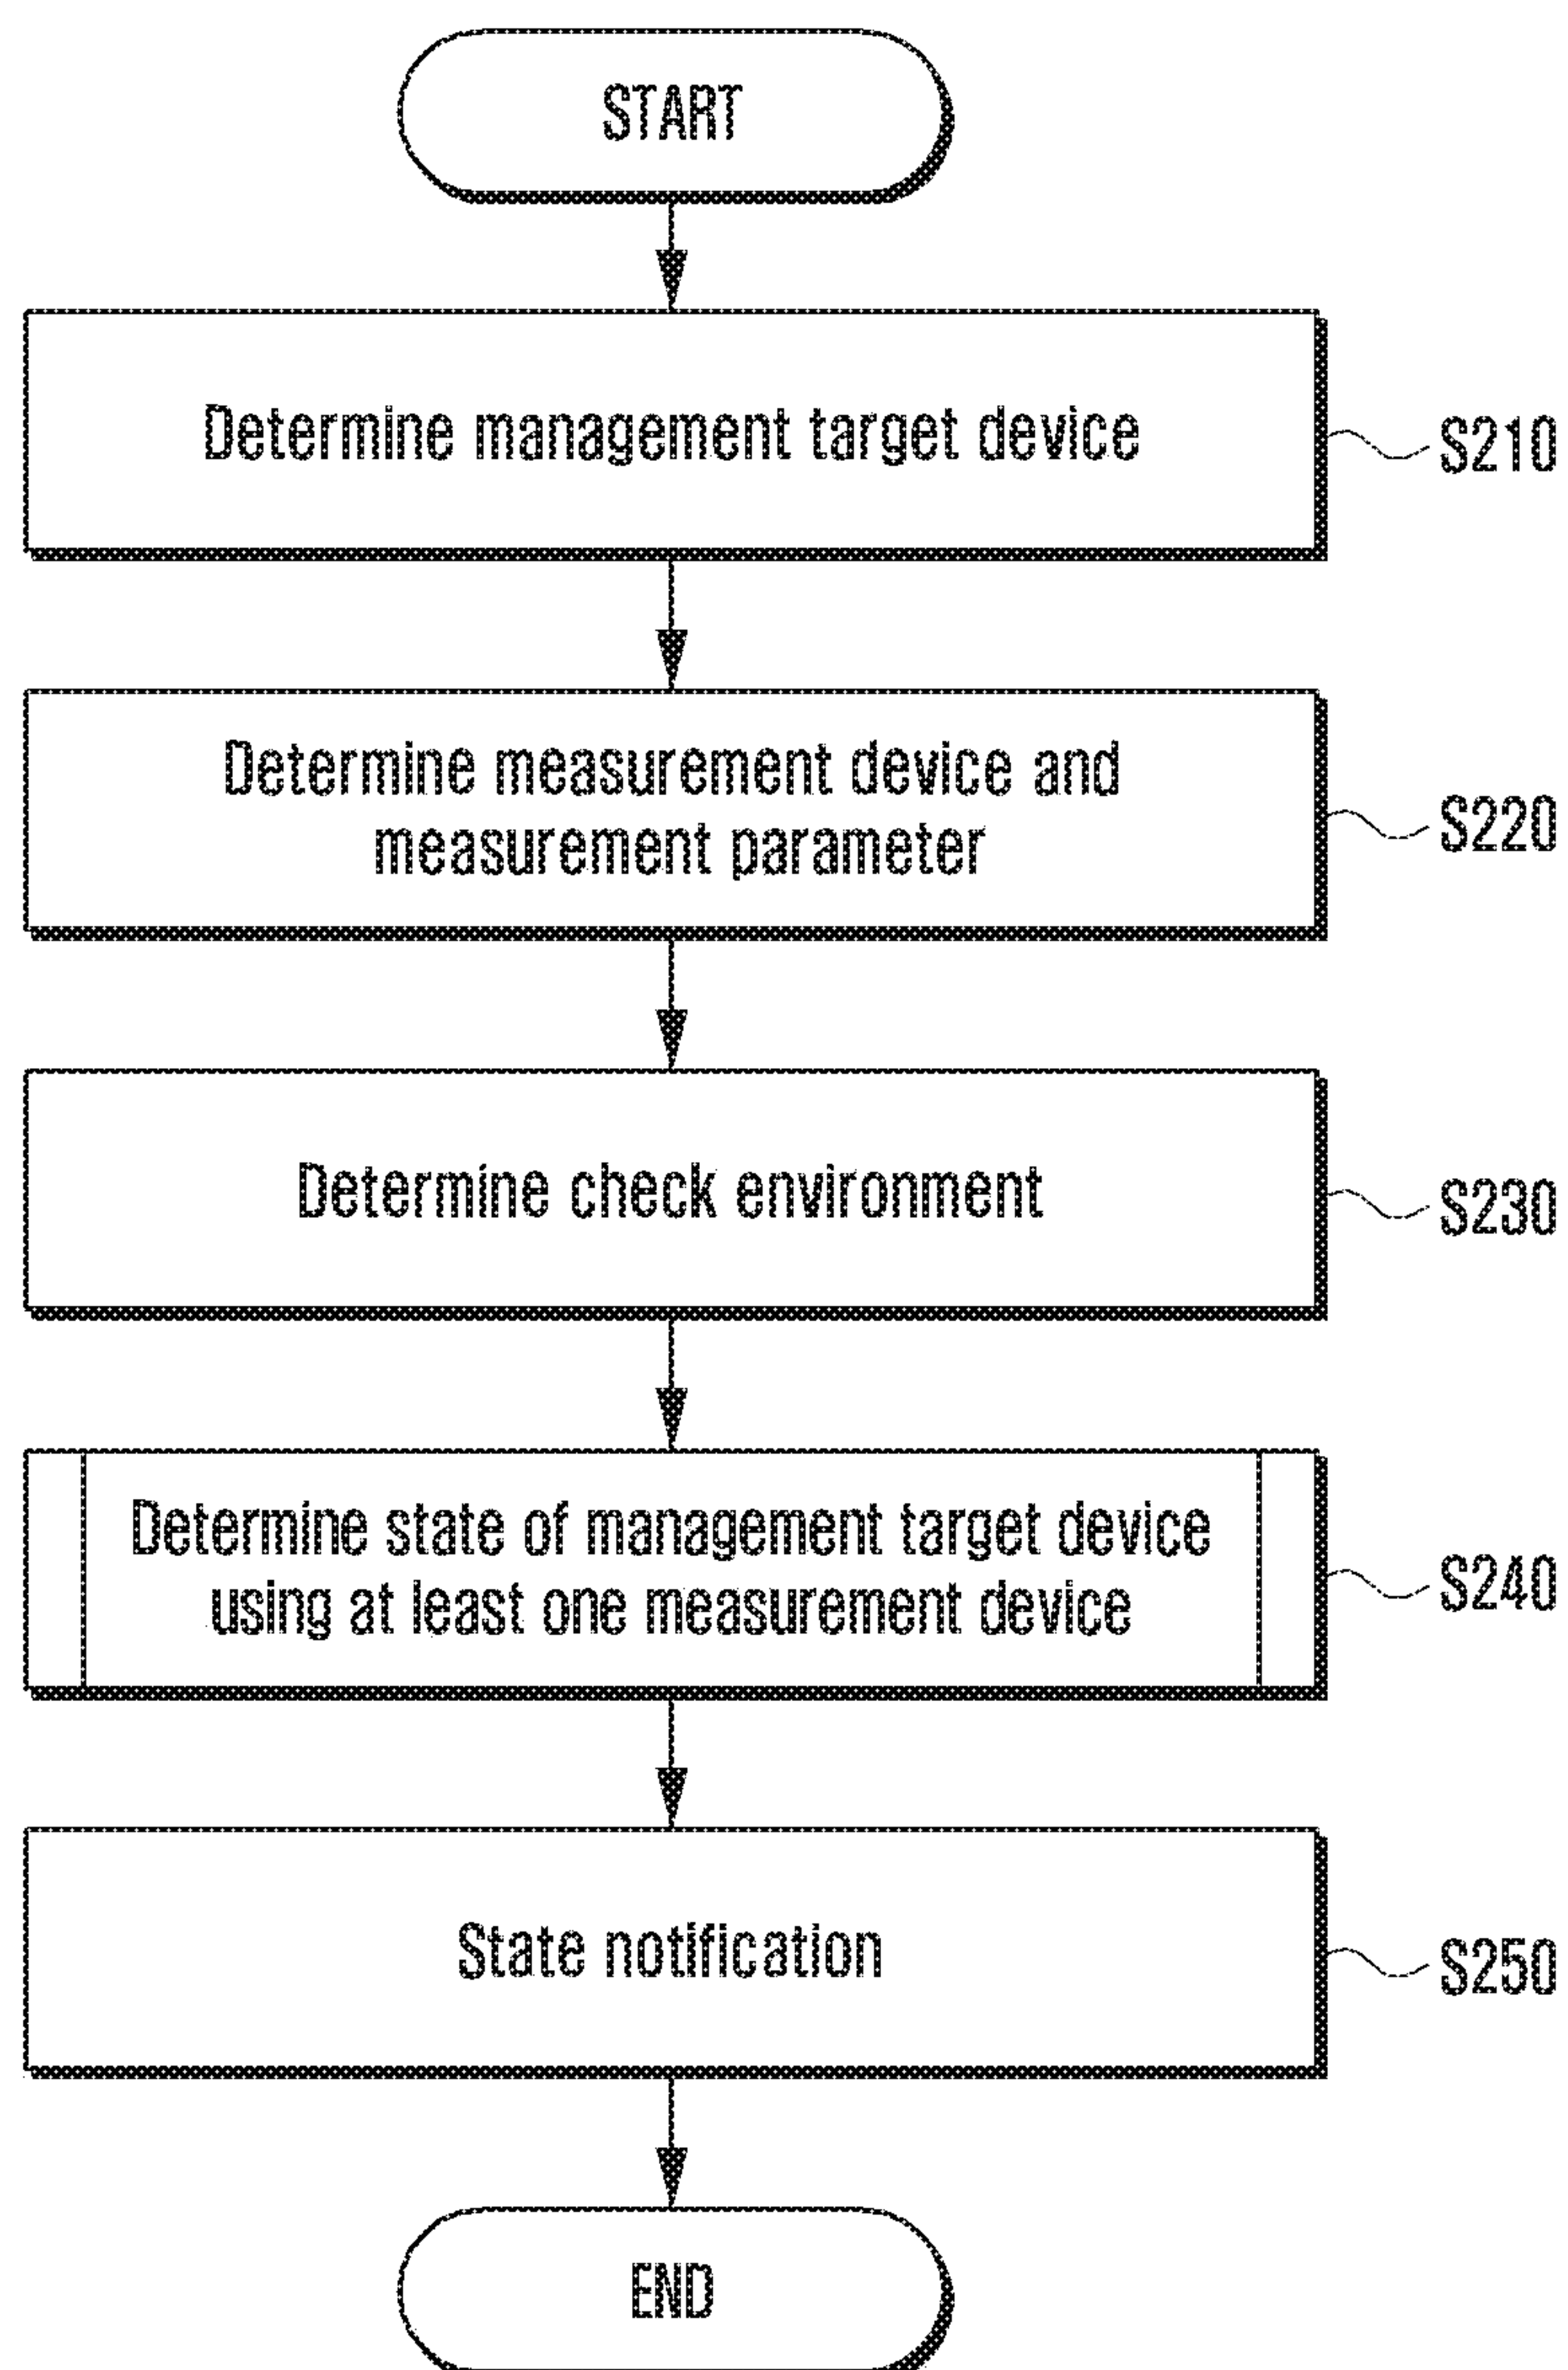 START
Determine management target device
S210
Determine measurement device and
measurement parameter
S220
Determine check environment
S230
Determine state of management target device
using at least one measurement device
S240
State notification
S250
END